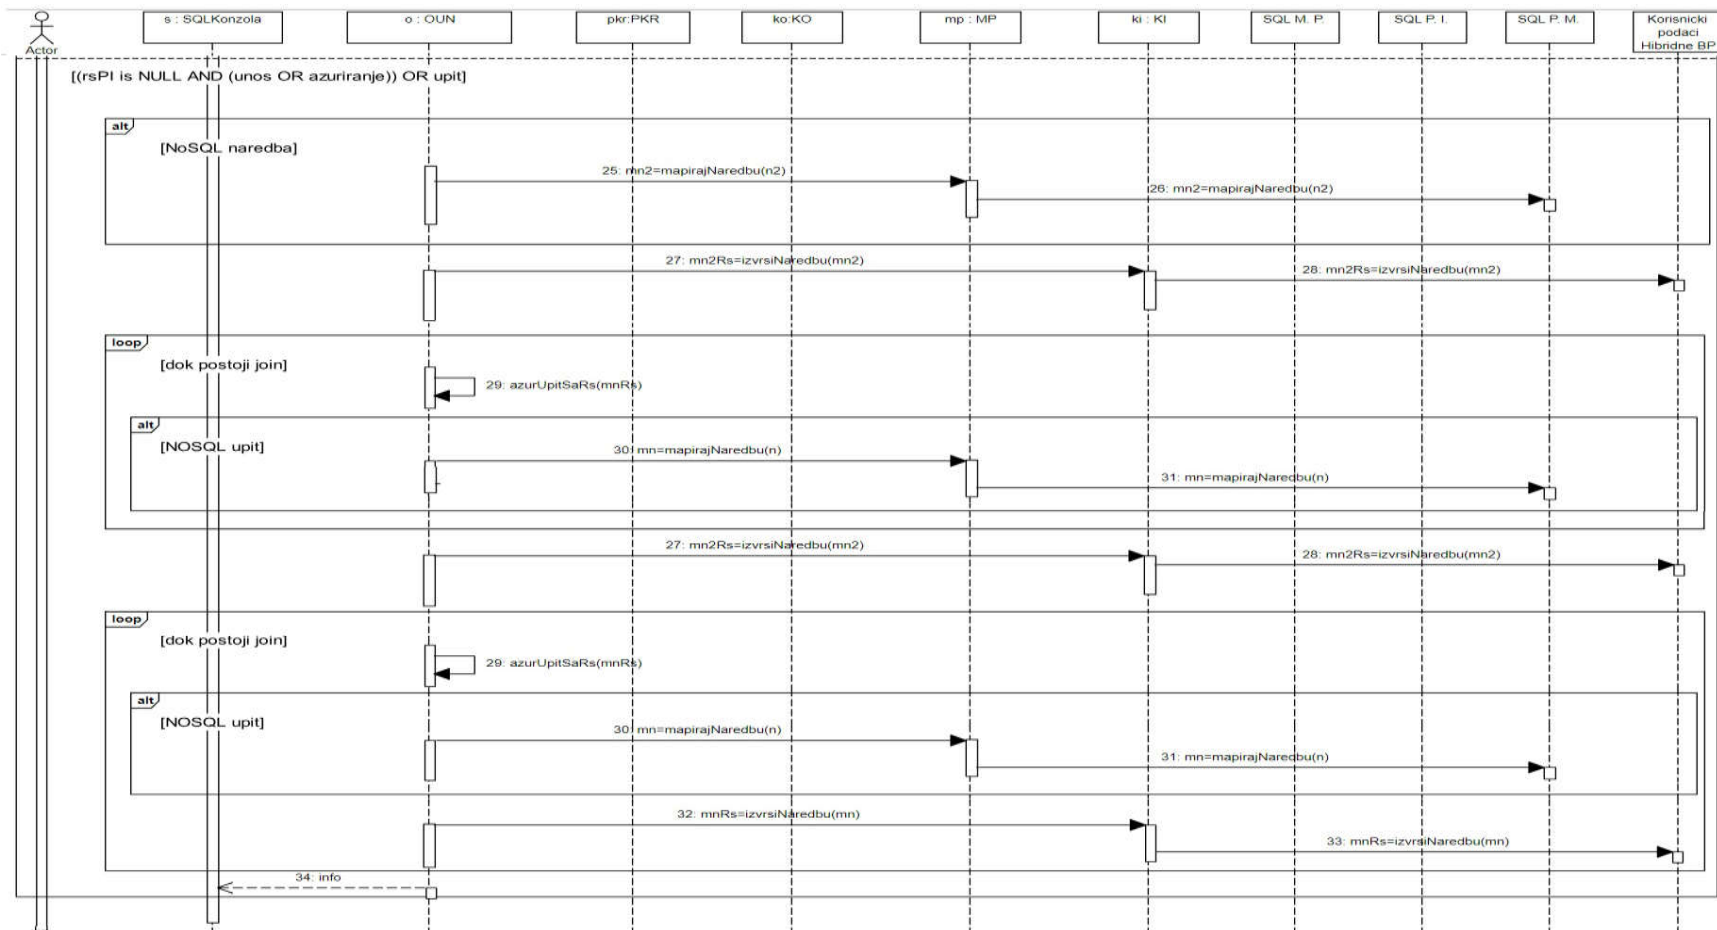 s : SQLKonzola
o : OUN
pkr:PKR
ko:KO
mp : MP
ki : KI
SQL M. P.
SQL P. I.
SQL P. M.
Korisnicki
podaci
Hibridne BP
Actor
[(rsPI is NULL AND (unos OR azuriranje)) OR upit]
alt
[NoSQL naredba]
25: mn2=mapirajNaredbu(n2)
26: mn2=mapirajNaredbu(n2)
27: mn2Rs=izvrsiNaredbu(mn2)
28: mn2Rs=izvrsiNaredbu(mn2)
loop
[dok postoji join]
29: azurUpitSaRs(mnRs)
alt
[NOSQL upit]
30: mn=mapirajNaredbu(n)
31: mn=mapirajNaredbu(n)
27: mn2Rs=izvrsiNaredbu(mn2)
28: mn2Rs=izvrsiNaredbu(mn2)
loop
[dok postoji join]
29: azurUpitSaRs(mnRs)
alt
[NOSQL upit]
30: mn=mapirajNaredbu(n)
31: mn=mapirajNaredbu(n)
32: mnRs=izvrsiNaredbu(mn)
33: mnRs=izvrsiNaredbu(mn)
34: info